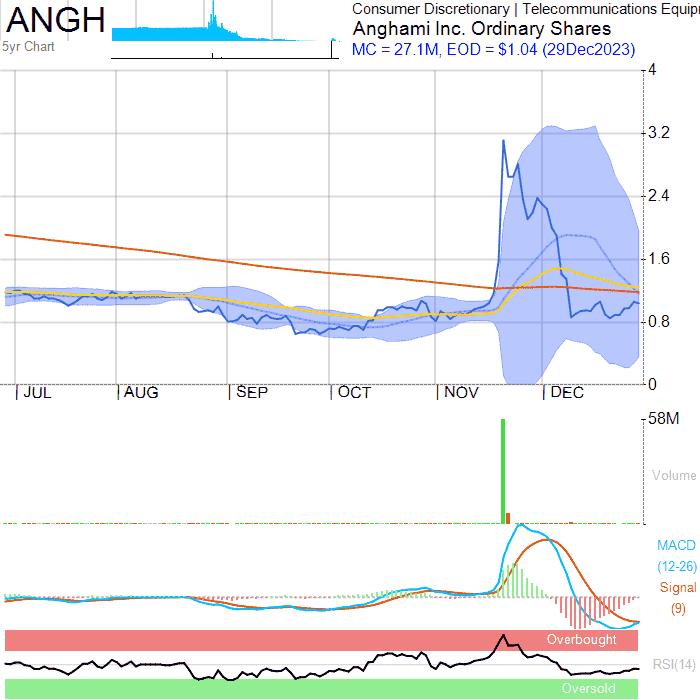 ANGH
5yr Chart
Consumer Discretionary | Telecommunications Equip
Anghami Inc. Ordinary Shares
MC = 27.1M, EOD = $1.04 (29Dec2023)
4
3.2
2.4
1.6
0.8
0
JUL AUG SEP OCT NOV DEC
58M
Volume
MACD
(12-26)
Signal
(9)
Overbought
RSI(14)
Oversold